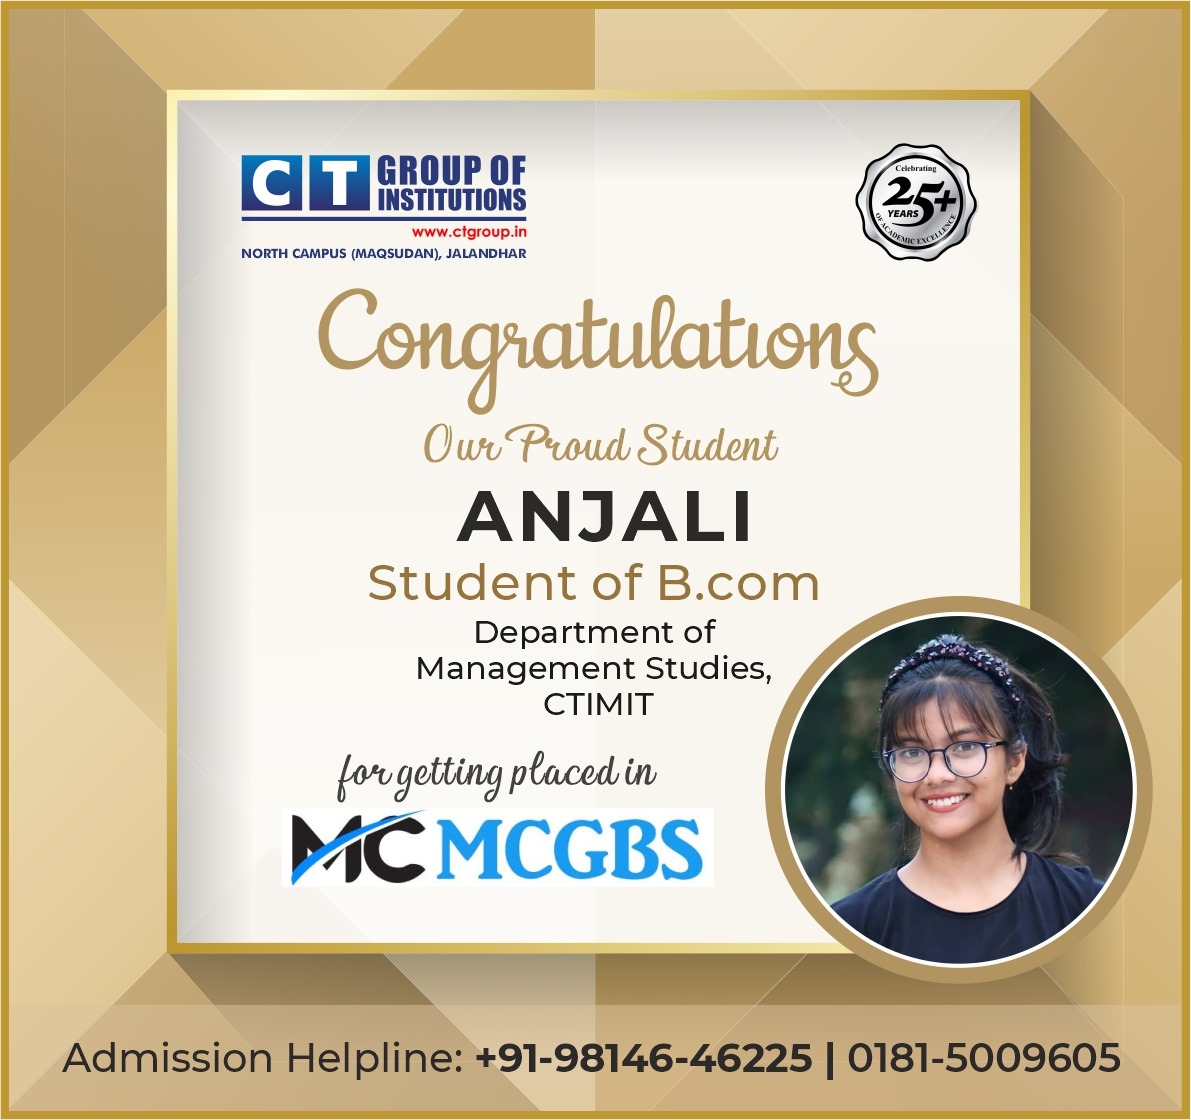 CT GROUP OF
INSTITUTIONS
www.ctgroup.in
NORTH CAMPUS (MAQSUDAN), JALANDHAR
Celebrating
25+
YEARS
OF ACADEMIC EXCELLENCE
Congratulations
Our Proud Student
ANJALI
Student of B.com
Department of
Management Studies,
CTIMIT
for getting placed in
MC MCGBS
Admission Helpline: +91-98146-46225 | 0181-5009605